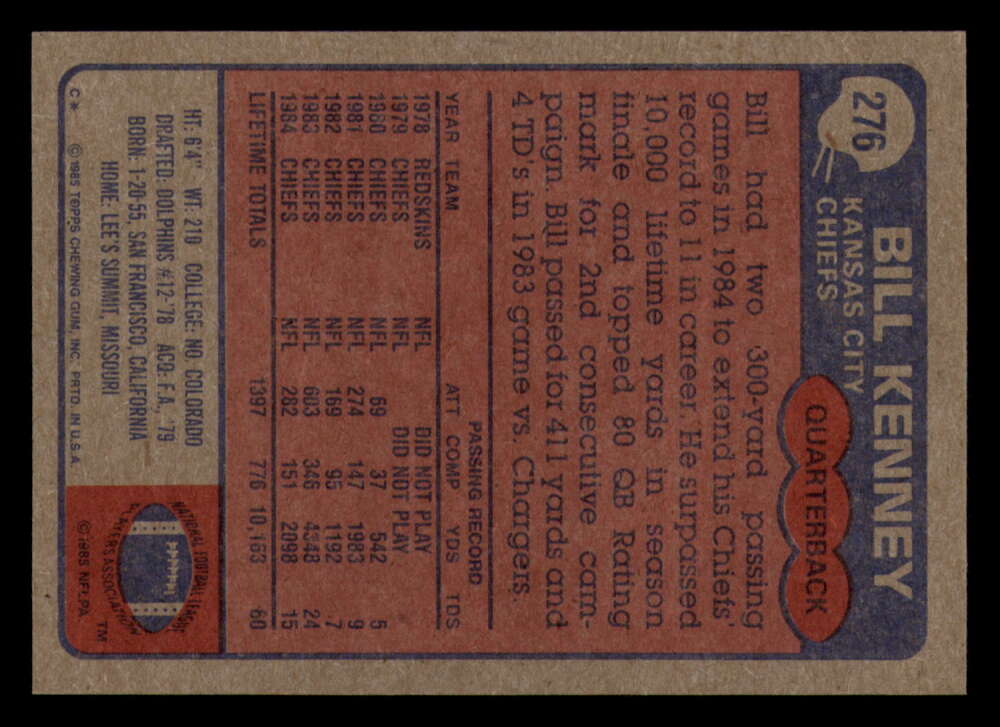 276
BILL KENNEY
KANSAS CITY
CHIEFS
QUARTERBACK
Bill had two 300-yard passing
games in 1984 to extend his Chiefs'
record to 11 in career. He surpassed
10,000 lifetime yards in season
finale and topped 80 QB Rating
mark for 2nd consecutive cam-
paign. Bill passed for 411 yards and
4 TD's in 1983 game vs. Chargers.
PASSING RECORD
YEAR TEAM ATT COMP YDS TDS
1978 REDSKINS NFL DID NOT PLAY
1979 CHIEFS NFL DID NOT PLAY
1980 CHIEFS NFL 69 37 542 5
1981 CHIEFS NFL 274 147 1983 9
1982 CHIEFS NFL 169 95 1192 7
1983 CHIEFS NFL 603 346 4348 24
1984 CHIEFS NFL 282 151 2098 15
LIFETIME TOTALS 1397 776 10,163 60
HT: 6'4" WT: 210 COLLEGE: NO. COLORADO
DRAFTED: DOLPHINS #12-78 ACQ: F.A., '79
BORN: 1-20-55, SAN FRANCISCO, CALIFORNIA
HOME: LEE'S SUMMIT, MISSOURI
C* © 1985 TOPPS CHEWING GUM, INC. PRTD. IN U.S.A.
NATIONAL FOOTBALL LEAGUE
PLAYERS ASSOCIATION
TM
© 1985 NFLPA